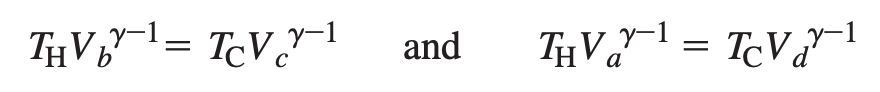 T_H V_b^{γ−1} = T_C V_c^{γ−1} and T_H V_a^{γ−1} = T_C V_d^{γ−1}